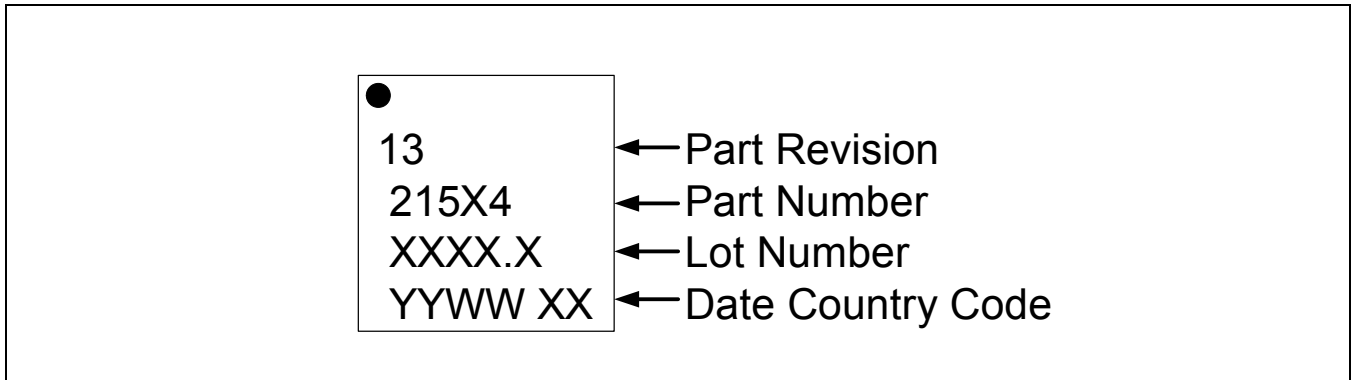 13 Part Revision
215X4 Part Number
XXXX.X Lot Number
YYWW XX Date Country Code